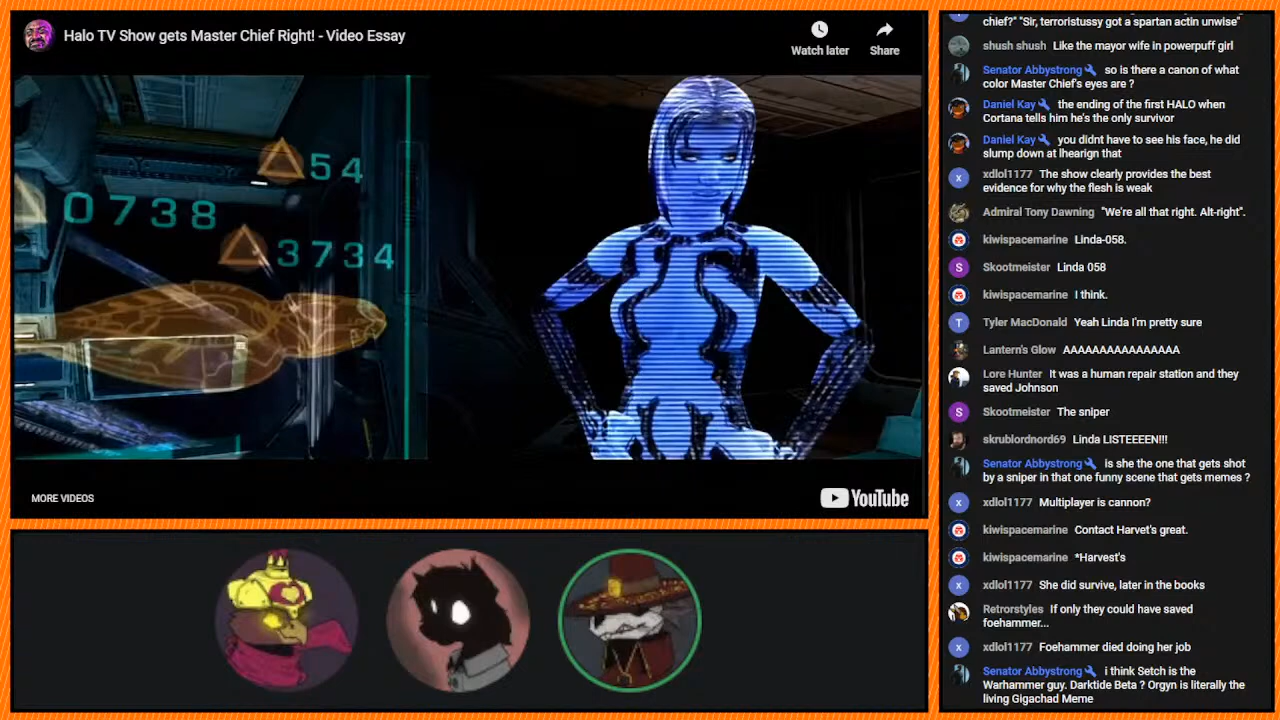 Halo TV Show gets Master Chief Right! - Video Essay
Watch later
Share
54
0738
3734
MORE VIDEOS
YouTube
chief?" "Sir, terroristussy got a spartan actin unwise"
shush shush Like the mayor wife in powerpuff girl
Senator Abbystrong so is there a canon of what
color Master Chief's eyes are ?
Daniel Kay the ending of the first HALO when
Cortana tells him he's the only survivor
Daniel Kay you didnt have to see his face, he did
slump down at lhearign that
xdlol1177 The show clearly provides the best
evidence for why the flesh is weak
Admiral Tony Dawning "We're all that right. Alt-right".
kiwispacemarine Linda-058.
Skootmeister Linda 058
kiwispacemarine I think.
Tyler MacDonald Yeah Linda I'm pretty sure
Lantern's Glow AAAAAAAAAAAAAAAA
Lore Hunter It was a human repair station and they
saved Johnson
Skootmeister The sniper
skrublordnord69 Linda LISTEEEEN!!!
Senator Abbystrong is she the one that gets shot
by a sniper in that one funny scene that gets memes ?
xdlol1177 Multiplayer is cannon?
kiwispacemarine Contact Harvet's great.
kiwispacemarine *Harvest's
xdlol1177 She did survive, later in the books
Retrorstyles If only they could have saved
foehammer...
xdlol1177 Foehammer died doing her job
Senator Abbystrong i think Setch is the
Warhammer guy. Darktide Beta ? Orgyn is literally the
living Gigachad Meme